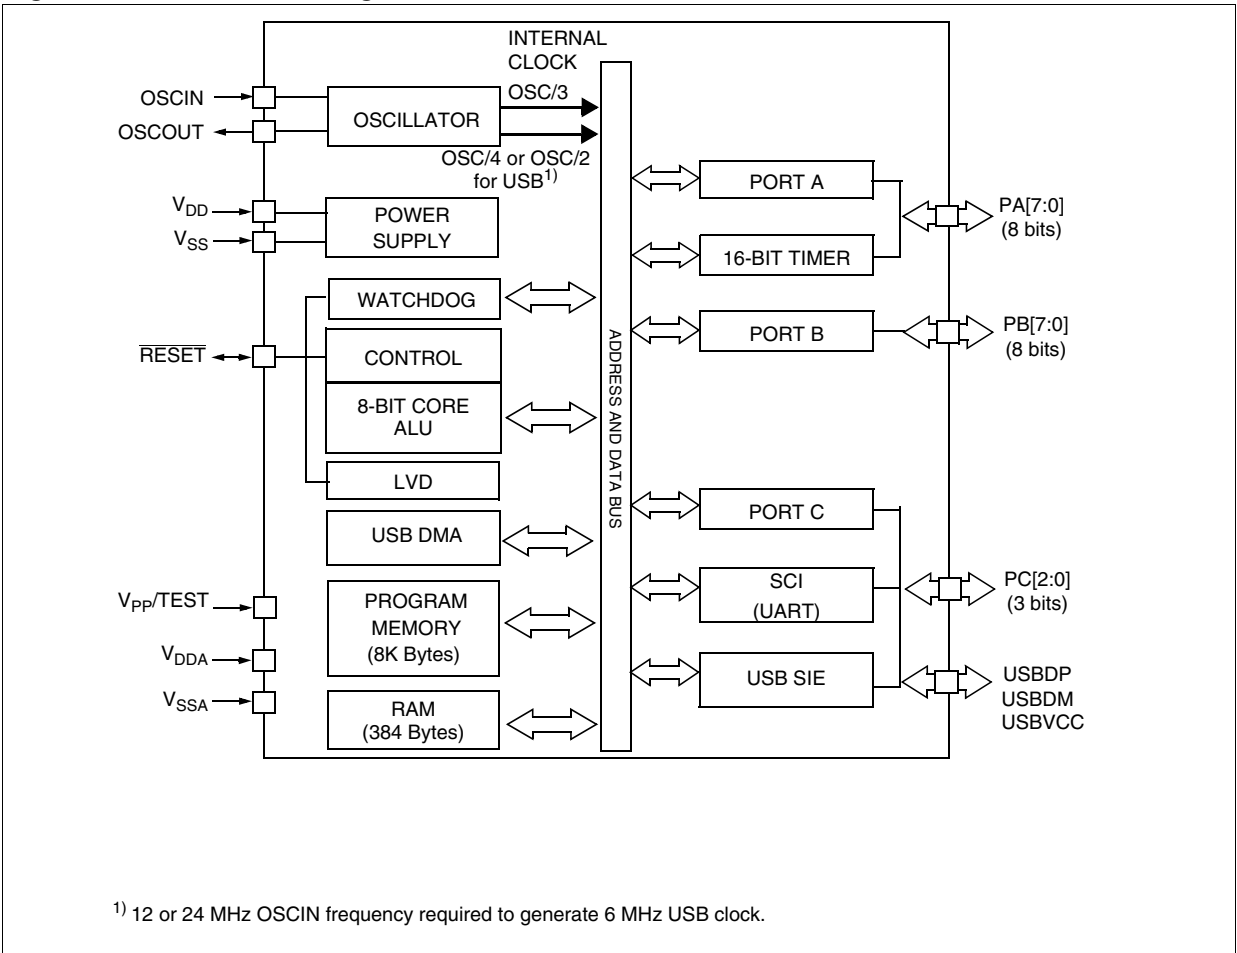 INTERNAL
CLOCK
OSC/3
OSCIN
OSCOUT
OSCILLATOR
OSC/4 or OSC/2
for USB1)
VDD
VSS
POWER
SUPPLY
WATCHDOG
RESET
CONTROL
8-BIT CORE
ALU
LVD
USB DMA
VPP/TEST
VDDA
VSSA
PROGRAM
MEMORY
(8K Bytes)
RAM
(384 Bytes)
ADDRESS AND DATA BUS
PORT A
16-BIT TIMER
PA[7:0]
(8 bits)
PORT B
PB[7:0]
(8 bits)
PORT C
SCI
(UART)
PC[2:0]
(3 bits)
USB SIE
USBDP
USBDM
USBVCC
1) 12 or 24 MHz OSCIN frequency required to generate 6 MHz USB clock.